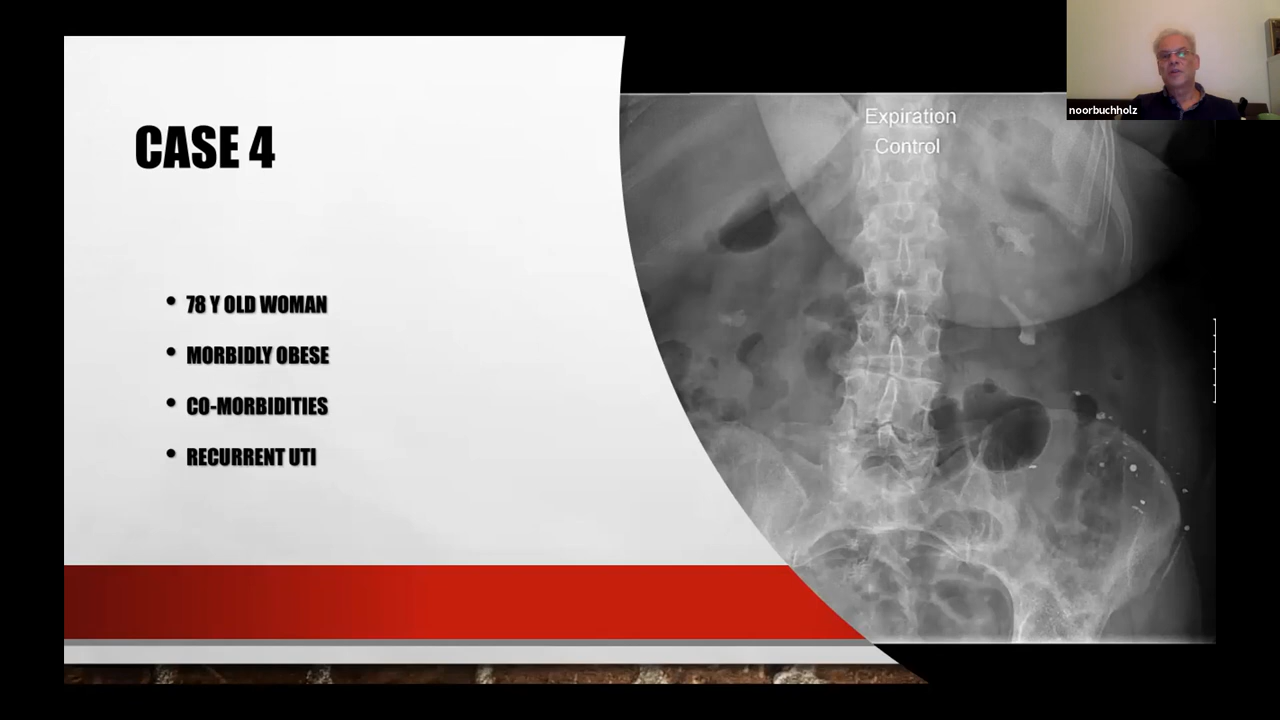 CASE 4
• 78 Y OLD WOMAN
• MORBIDLY OBESE
• CO-MORBIDITIES
• RECURRENT UTI
Expiration
Control
noorbuchholz